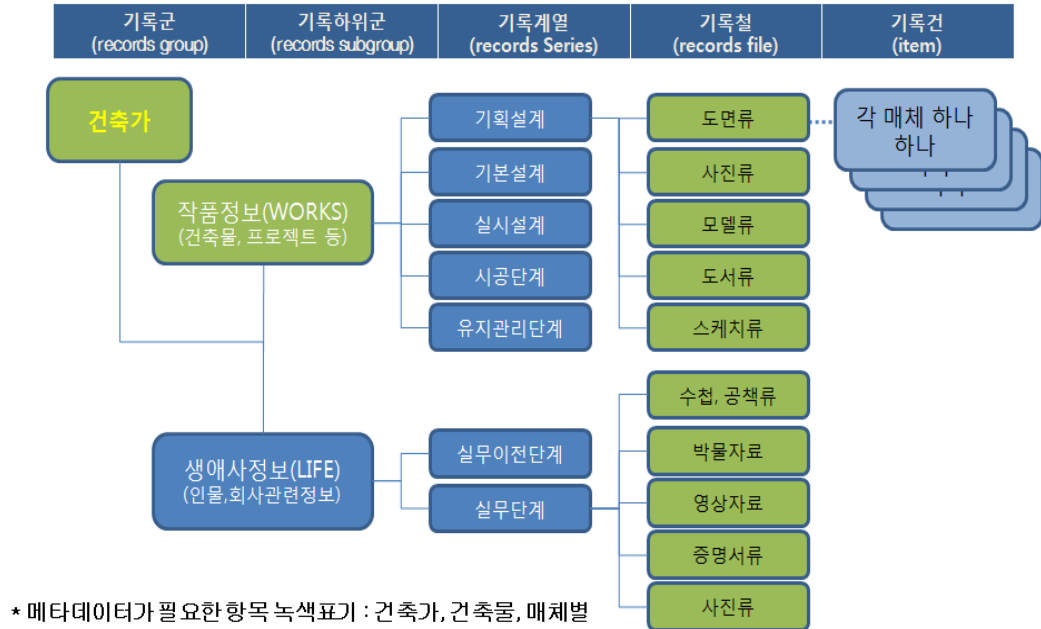 기록군
(records group)
기록하위군
(records subgroup)
기록계열
(records Series)
기록철
(records file)
기록건
(item)
건축가
작품정보(WORKS)
(건축물, 프로젝트 등)
생애사정보(LIFE)
(인물,회사관련정보)
기획설계
기본설계
실시설계
시공단계
유지관리단계
실무이전단계
실무단계
도면류
사진류
모델류
도서류
스케치류
수첩, 공책류
박물자료
영상자료
증명서류
사진류
각 매체 하나
하나
* 메타데이터가 필요한 항목 녹색표기 : 건축가, 건축물, 매체별